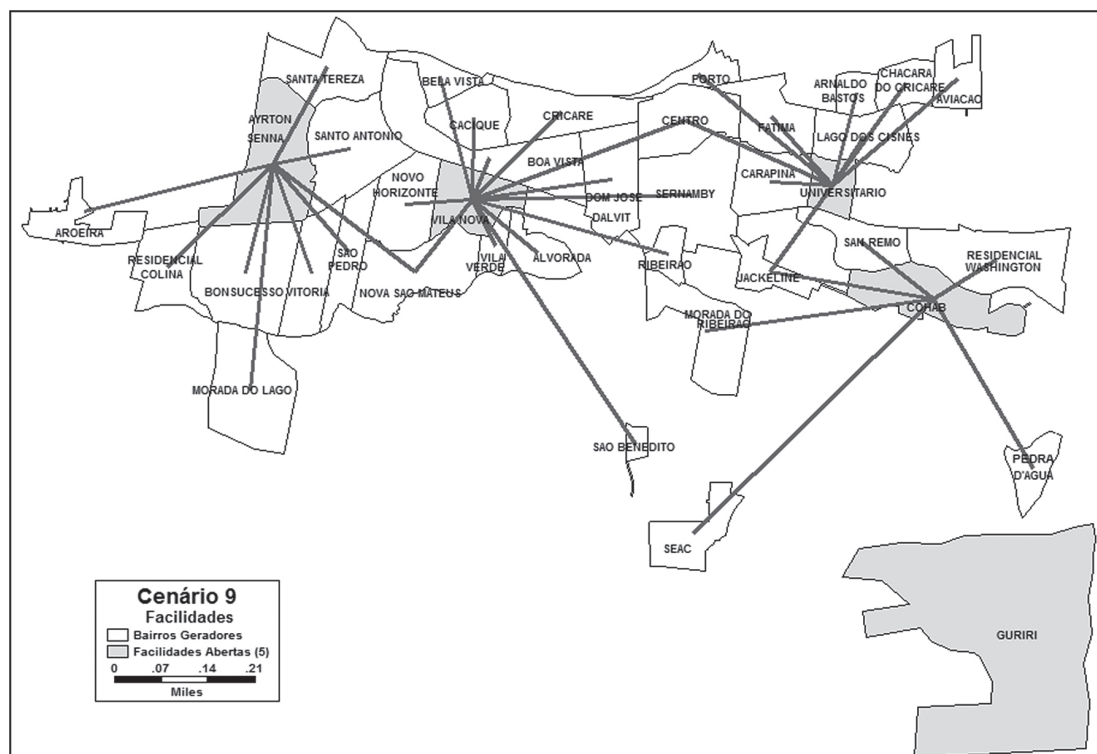 SANTA TEREZA
BELA VISTA
PORTO
ARNALDO
BASTOS
CHACARA
DO CRICARE
AVIACAO
AYRTON
SENNA
SANTO ANTONIO
CACIQUE
CRICARE
CENTRO
FATIMA
LAGO DOS CISNES
NOVO
HORIZONTE
BOA VISTA
CARAPINA
UNIVERSITARIO
DOM JOSE
SERNAMBY
AROEIRA
VILA NOVA
DALVIT
RESIDENCIAL
COLINA
SAO
PEDRO
VILA
VERDE
ALVORADA
RIBEIRAO
SAN REMO
RESIDENCIAL
WASHINGTON
JACKELINE
BONSUCESSO
VITORIA
NOVA SAO MATEUS
MORADA DO
RIBEIRAO
COHAB
MORADA DO LAGO
SAO BENEDITO
PEDRA
D'AGUA
SEAC
GURIRI
Cenário 9
Facilidades
Bairros Geradores
Facilidades Abertas (5)
0 .07 .14 .21
Miles